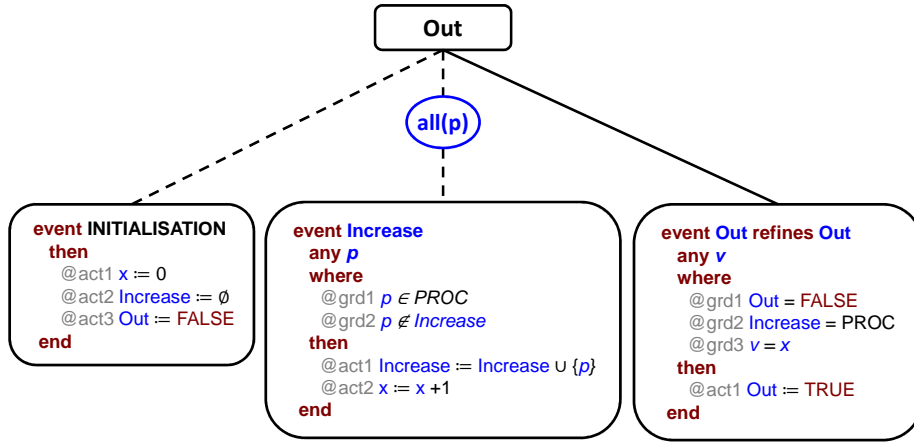 Out
all(p)
event INITIALISATION
then
@act1 x ≔ 0
@act2 Increase ≔ ∅
@act3 Out ≔ FALSE
end
event Increase
any p
where
@grd1 p ∈ PROC
@grd2 p ∉ Increase
then
@act1 Increase ≔ Increase ∪ {p}
@act2 x ≔ x +1
end
event Out refines Out
any v
where
@grd1 Out = FALSE
@grd2 Increase = PROC
@grd3 v = x
then
@act1 Out ≔ TRUE
end